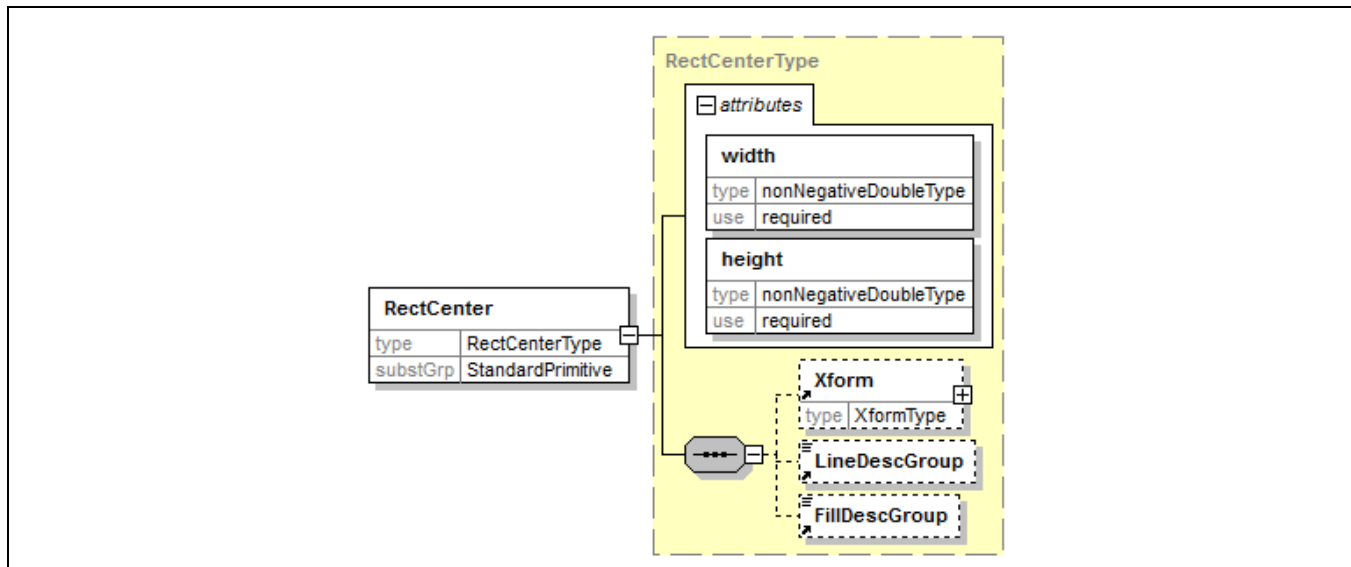 RectCenterType
attributes
width
type nonNegativeDoubleType
use required
height
type nonNegativeDoubleType
use required
RectCenter
type RectCenterType
substGrp StandardPrimitive
Xform
type XformType
LineDescGroup
FillDescGroup